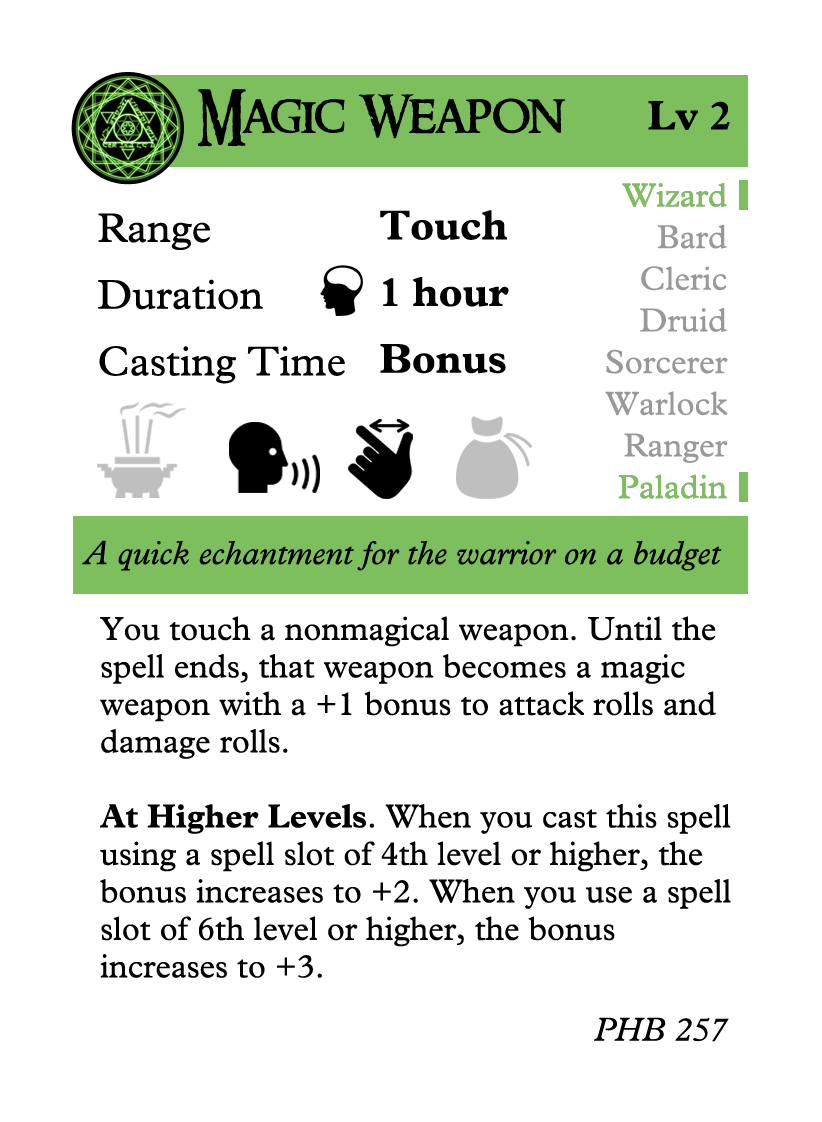 Magic Weapon Lv 2
Range Touch
Duration 1 hour
Casting Time Bonus
Wizard
Bard
Cleric
Druid
Sorcerer
Warlock
Ranger
Paladin
A quick echantment for the warrior on a budget
You touch a nonmagical weapon. Until the
spell ends, that weapon becomes a magic
weapon with a +1 bonus to attack rolls and
damage rolls.
At Higher Levels. When you cast this spell
using a spell slot of 4th level or higher, the
bonus increases to +2. When you use a spell
slot of 6th level or higher, the bonus
increases to +3.
PHB 257